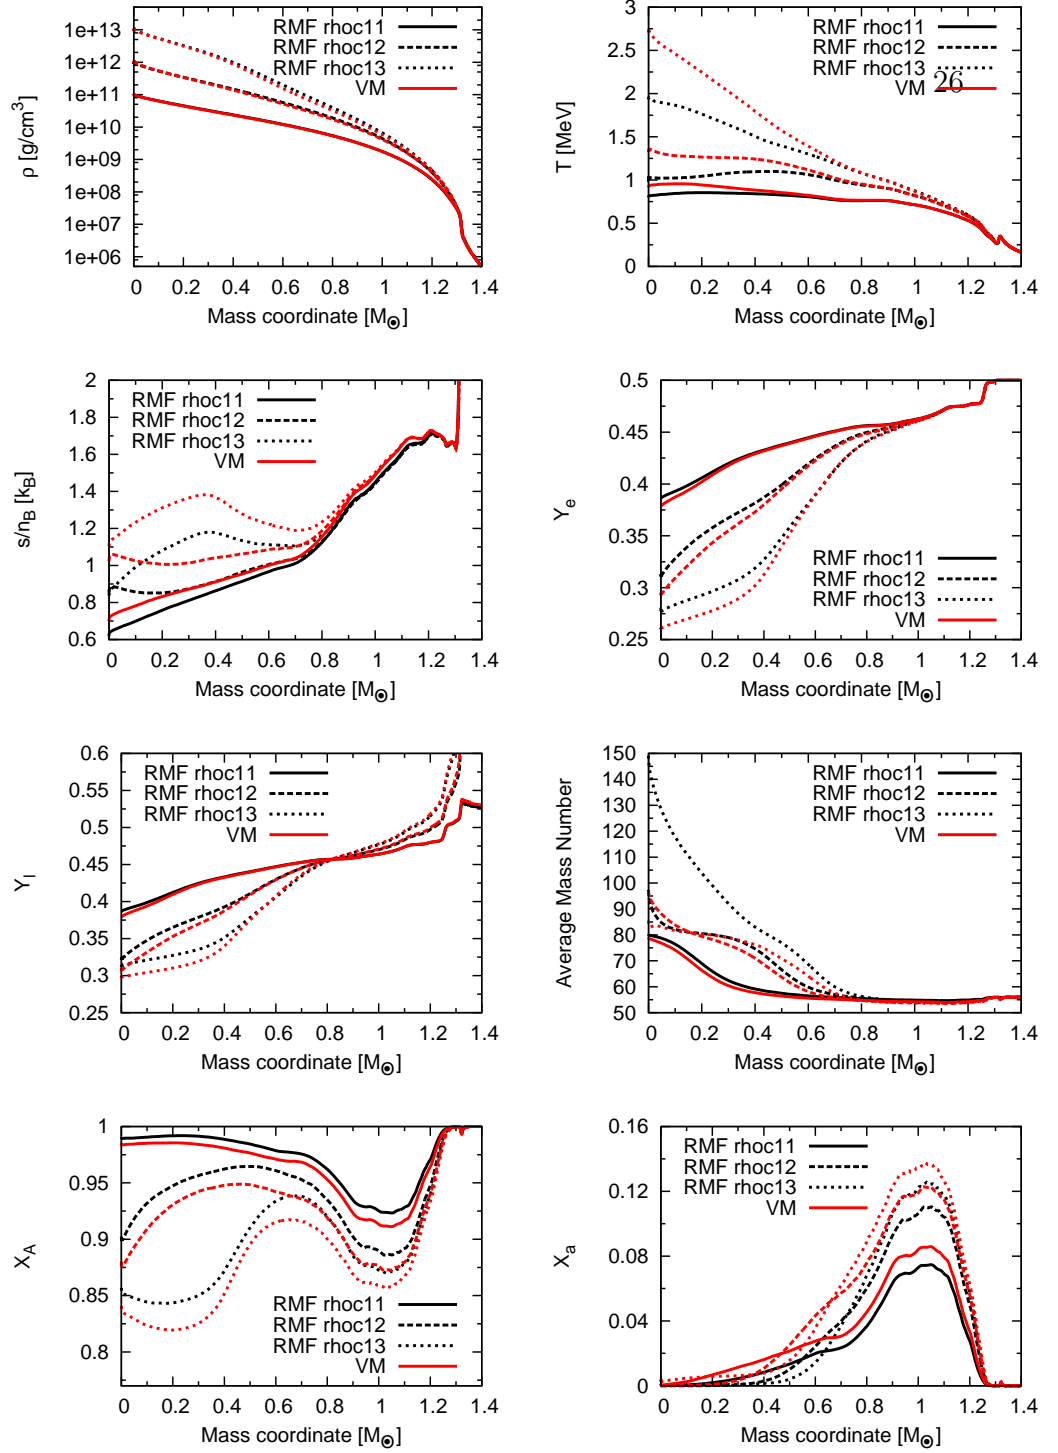 ρ [g/cm³]
1e+13
1e+12
1e+11
1e+10
1e+09
1e+08
1e+07
1e+06
RMF rhoc11
RMF rhoc12
RMF rhoc13
VM
0 0.2 0.4 0.6 0.8 1 1.2 1.4
Mass coordinate [M⊙]
T [MeV]
3
2.5
2
1.5
1
0.5
0
RMF rhoc11
RMF rhoc12
RMF rhoc13
VM
26
0 0.2 0.4 0.6 0.8 1 1.2 1.4
Mass coordinate [M⊙]
s/n_B [k_B]
2
1.8
1.6
1.4
1.2
1
0.8
0.6
RMF rhoc11
RMF rhoc12
RMF rhoc13
VM
0 0.2 0.4 0.6 0.8 1 1.2 1.4
Mass coordinate [M⊙]
Y_e
0.5
0.45
0.4
0.35
0.3
0.25
RMF rhoc11
RMF rhoc12
RMF rhoc13
VM
0 0.2 0.4 0.6 0.8 1 1.2 1.4
Mass coordinate [M⊙]
Y_l
0.6
0.55
0.5
0.45
0.4
0.35
0.3
0.25
RMF rhoc11
RMF rhoc12
RMF rhoc13
VM
0 0.2 0.4 0.6 0.8 1 1.2 1.4
Mass coordinate [M⊙]
Average Mass Number
150
140
130
120
110
100
90
80
70
60
50
RMF rhoc11
RMF rhoc12
RMF rhoc13
VM
0 0.2 0.4 0.6 0.8 1 1.2 1.4
Mass coordinate [M⊙]
X_A
1
0.95
0.9
0.85
0.8
RMF rhoc11
RMF rhoc12
RMF rhoc13
VM
0 0.2 0.4 0.6 0.8 1 1.2 1.4
Mass coordinate [M⊙]
X_a
0.16
0.12
0.08
0.04
0
RMF rhoc11
RMF rhoc12
RMF rhoc13
VM
0 0.2 0.4 0.6 0.8 1 1.2 1.4
Mass coordinate [M⊙]